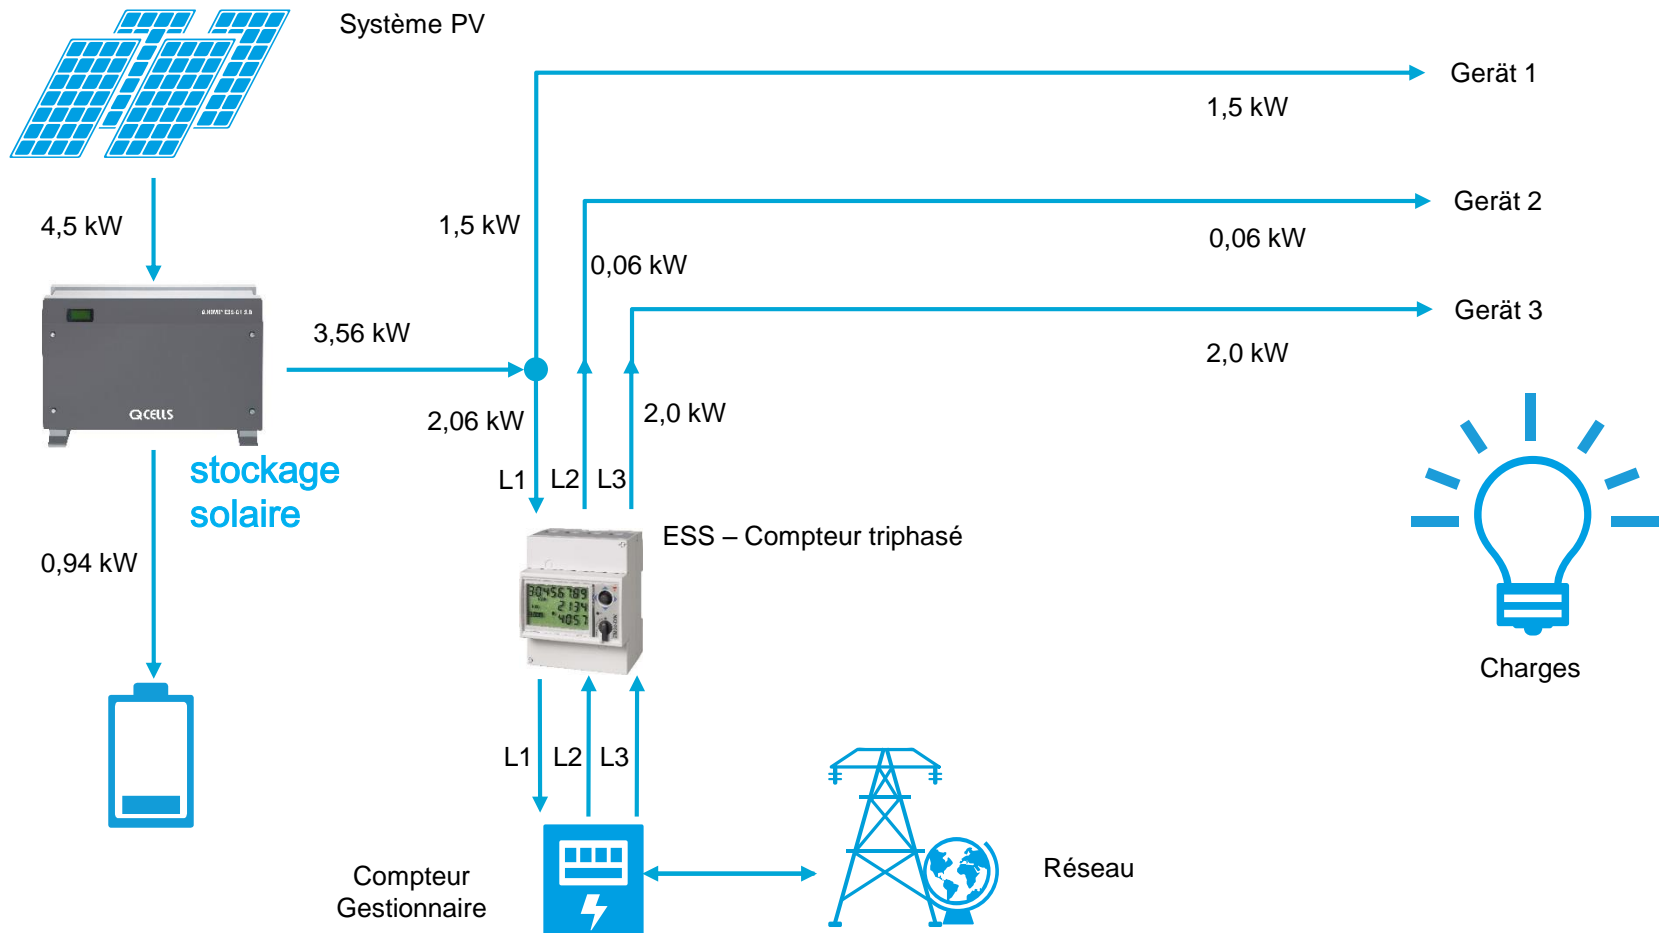 Système PV
Gerät 1
1,5 kW
Gerät 2
4,5 kW
1,5 kW
0,06 kW
0,06 kW
Gerät 3
3,56 kW
2,0 kW
Q CELLS
2,06 kW
2,0 kW
stockage
solaire
L1 L2 L3
ESS – Compteur triphasé
0,94 kW
Charges
L1 L2 L3
Compteur
Gestionnaire
Réseau